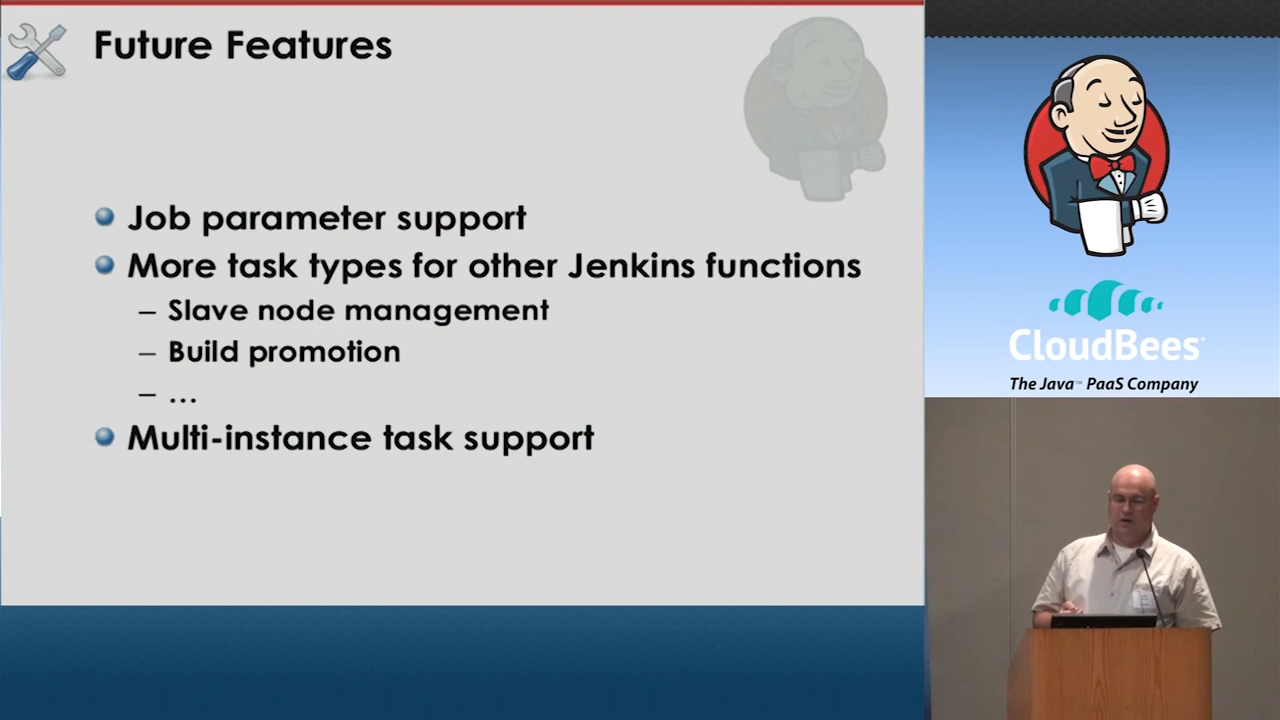 Future Features
Job parameter support
More task types for other Jenkins functions
– Slave node management
– Build promotion
– ...
Multi-instance task support
CloudBees
The Java™ PaaS Company